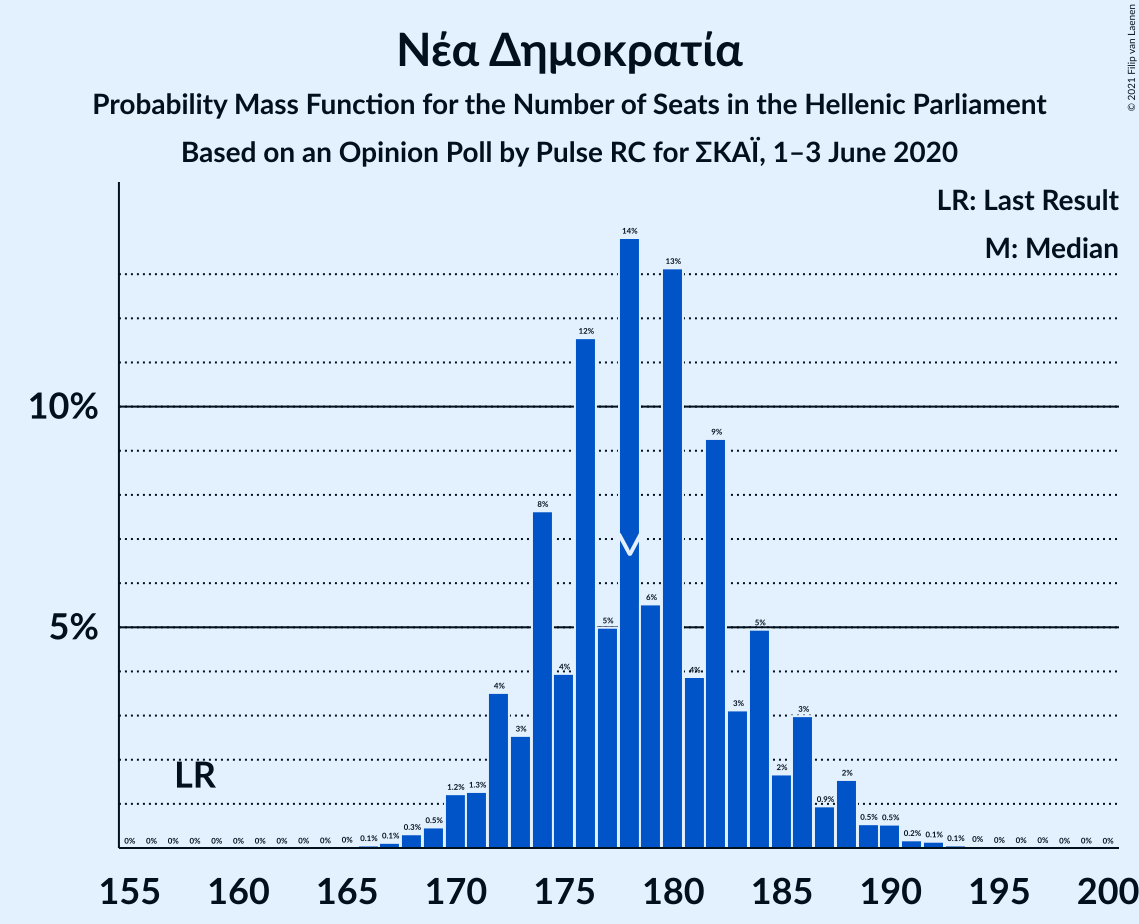 Νέα Δημοκρατία
Probability Mass Function for the Number of Seats in the Hellenic Parliament
Based on an Opinion Poll by Pulse RC for ΣΚΑΪ, 1–3 June 2020
© 2021 Filip van Laenen
LR: Last Result
M: Median
14%
13%
12%
10%
9%
8%
6%
5%
5%
5%
4%
4%
4%
3%
3%
3%
2%
2%
LR
1.2%
1.3%
0.9%
0.3%
0.5%
0.5%
0.5%
0% 0% 0% 0% 0% 0% 0% 0% 0% 0% 0% 0.1% 0.1%
0.2% 0.1% 0.1% 0% 0% 0% 0% 0% 0% 0%
155 160 165 170 175 180 185 190 195 200